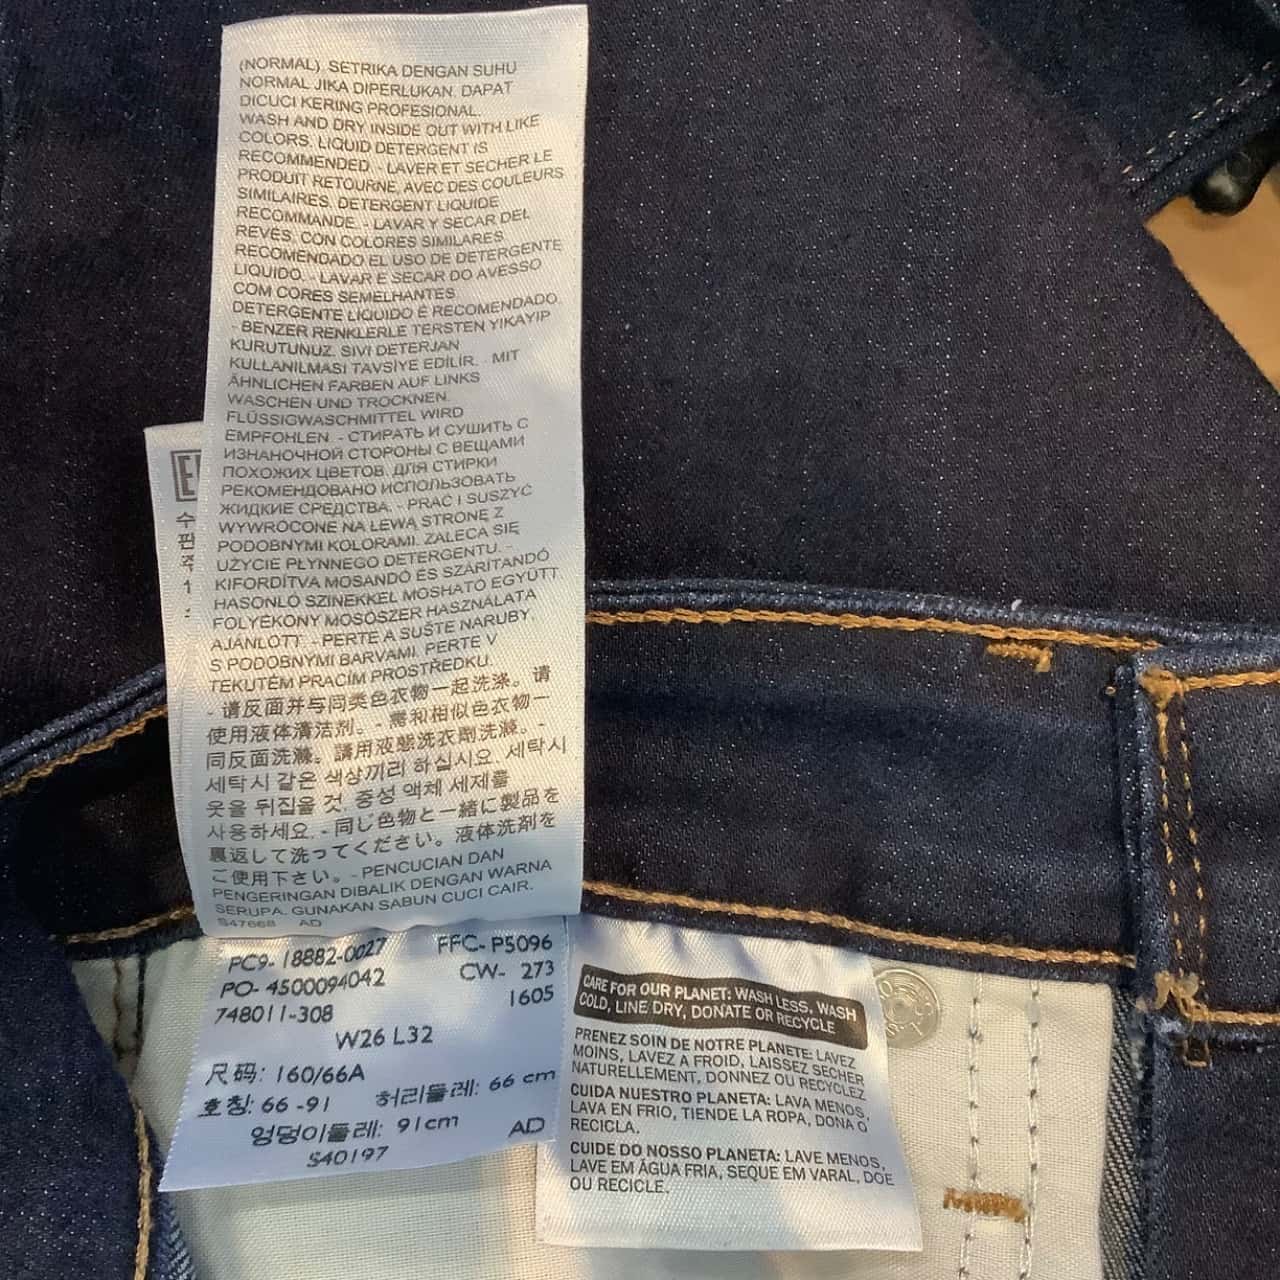 (NORMAL). SETRIKA DENGAN SUHU
NORMAL JIKA DIPERLUKAN. DAPAT
DICUCI KERING PROFESIONAL.
WASH AND DRY INSIDE OUT WITH LIKE
COLORS. LIQUID DETERGENT IS
RECOMMENDED. - LAVER ET SECHER LE
PRODUIT RETOURNE, AVEC DES COULEURS
SIMILAIRES. DETERGENT LIQUIDE
RECOMMANDE. - LAVAR Y SECAR DEL
REVES, CON COLORES SIMILARES.
RECOMENDADO EL USO DE DETERGENTE
LIQUIDO. - LAVAR E SECAR DO AVESSO
COM CORES SEMELHANTES.
DETERGENTE LÍQUIDO É RECOMENDADO.
- BENZER RENKLERLE TERSTEN YIKAYIP
KURUTUNUZ. SIVI DETERJAN
KULLANILMASI TAVSİYE EDİLİR. - MIT
ÄHNLICHEN FARBEN AUF LINKS
WASCHEN UND TROCKNEN.
FLÜSSIGWASCHMITTEL WIRD
EMPFOHLEN. - СТИРАТЬ И СУШИТЬ С
ИЗНАНОЧНОЙ СТОРОНЫ С ВЕЩАМИ
ПОХОЖИХ ЦВЕТОВ. ДЛЯ СТИРКИ
РЕКОМЕНДОВАНО ИСПОЛЬЗОВАТЬ
ЖИДКИЕ СРЕДСТВА. - PRAĆ I SUSZYĆ
WYWRÓCONE NA LEWĄ STRONĘ Z
PODOBNYMI KOLORAMI. ZALECA SIĘ
UŻYCIE PŁYNNEGO DETERGENTU. -
KIFORDÍTVA MOSANDÓ ÉS SZÁRÍTANDÓ
HASONLÓ SZINEKKEL MOSHATÓ EGYÜTT.
FOLYÉKONY MOSÓSZER HASZNÁLATA
AJÁNLOTT. - PERTE A SUŠTE NARUBY,
S PODOBNÝMI BARVAMI. PERTE V
TEKUTÉM PRACÍM PROSTŘEDKU.
- 请反面并与同类色衣物一起洗涤。请
使用液体清洁剂。- 需和相似色衣物一
同反面洗滌。請用液態洗衣劑洗滌。 -
세탁시 같은 색상끼리 하십시요. 세탁시
옷을 뒤집을 것. 중성 액체 세제를
사용하세요. - 同じ色物と一緒に製品を
裏返して洗ってください。液体洗剤を
ご使用下さい。- PENCUCIAN DAN
PENGERINGAN DIBALIK DENGAN WARNA
SERUPA. GUNAKAN SABUN CUCI CAIR.
S47668 AD
PC9- 18882-0027 FFC- P5096
PO- 4500094042 CW- 273
748011-308 1605
W26 L32
尺码: 160/66A
호칭: 66 -91 허리둘레: 66 cm
엉덩이둘레: 91cm AD
S40197
CARE FOR OUR PLANET: WASH LESS, WASH
COLD, LINE DRY, DONATE OR RECYCLE
PRENEZ SOIN DE NOTRE PLANETE: LAVEZ
MOINS, LAVEZ A FROID, LAISSEZ SECHER
NATURELLEMENT, DONNEZ OU RECYCLEZ
CUIDA NUESTRO PLANETA: LAVA MENOS,
LAVA EN FRIO, TIENDE LA ROPA, DONA O
RECICLA.
CUIDE DO NOSSO PLANETA: LAVE MENOS,
LAVE EM ÁGUA FRIA, SEQUE EM VARAL, DOE
OU RECICLE.